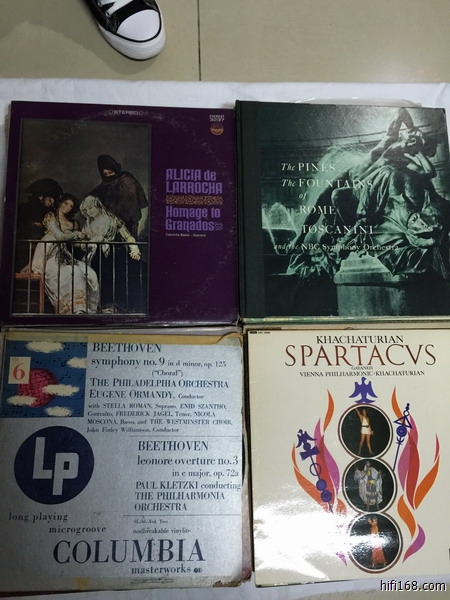 STEREO
ALICIA de
LARROCHA
Homage to
Granados
The PINES
The FOUNTAINS
of
ROME
TOSCANINI
and the NBC Symphony Orchestra
6
BEETHOVEN
symphony no. 9 in d minor, op. 125
("Choral")
THE PHILADELPHIA ORCHESTRA
EUGENE ORMANDY, Conductor
with STELLA ROMAN, Soprano, ENID SZANTHO,
Contralto, FREDERICK JAGEL, Tenor, NICOLA
MOSCONA, Basso, and THE WESTMINSTER CHOIR,
John Finley Williamson, Conductor
Lp
BEETHOVEN
leonore overture no. 3
in c major, op. 72a
PAUL KLETZKI conducting
THE PHILHARMONIA
ORCHESTRA
nonbreakable vinylite
long playing
microgroove
COLUMBIA
masterworks
KHACHATURIAN
SPARTACVS
GAYANEH
VIENNA PHILHARMONIC·KHACHATURIAN
hifi168.com